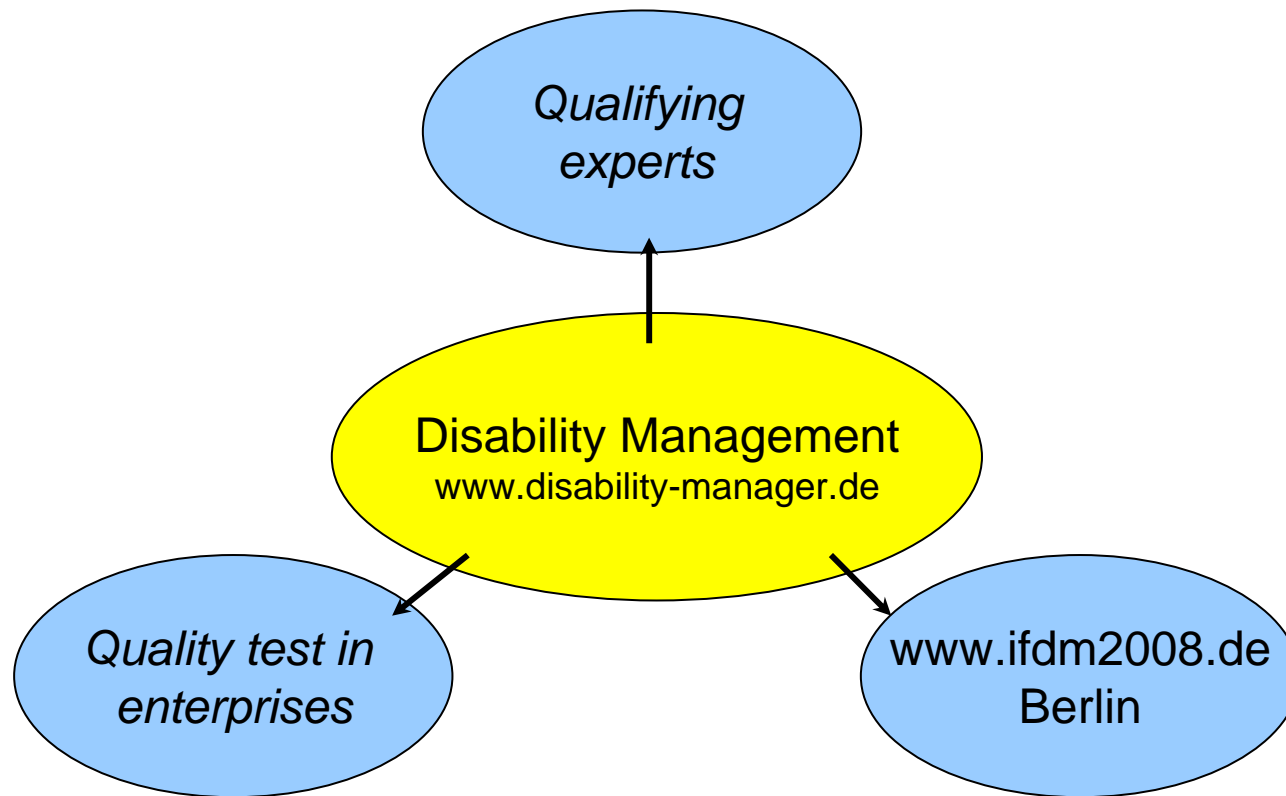 Qualifying
experts
Disability Management
www.disability-manager.de
Quality test in
enterprises
www.ifdm2008.de
Berlin